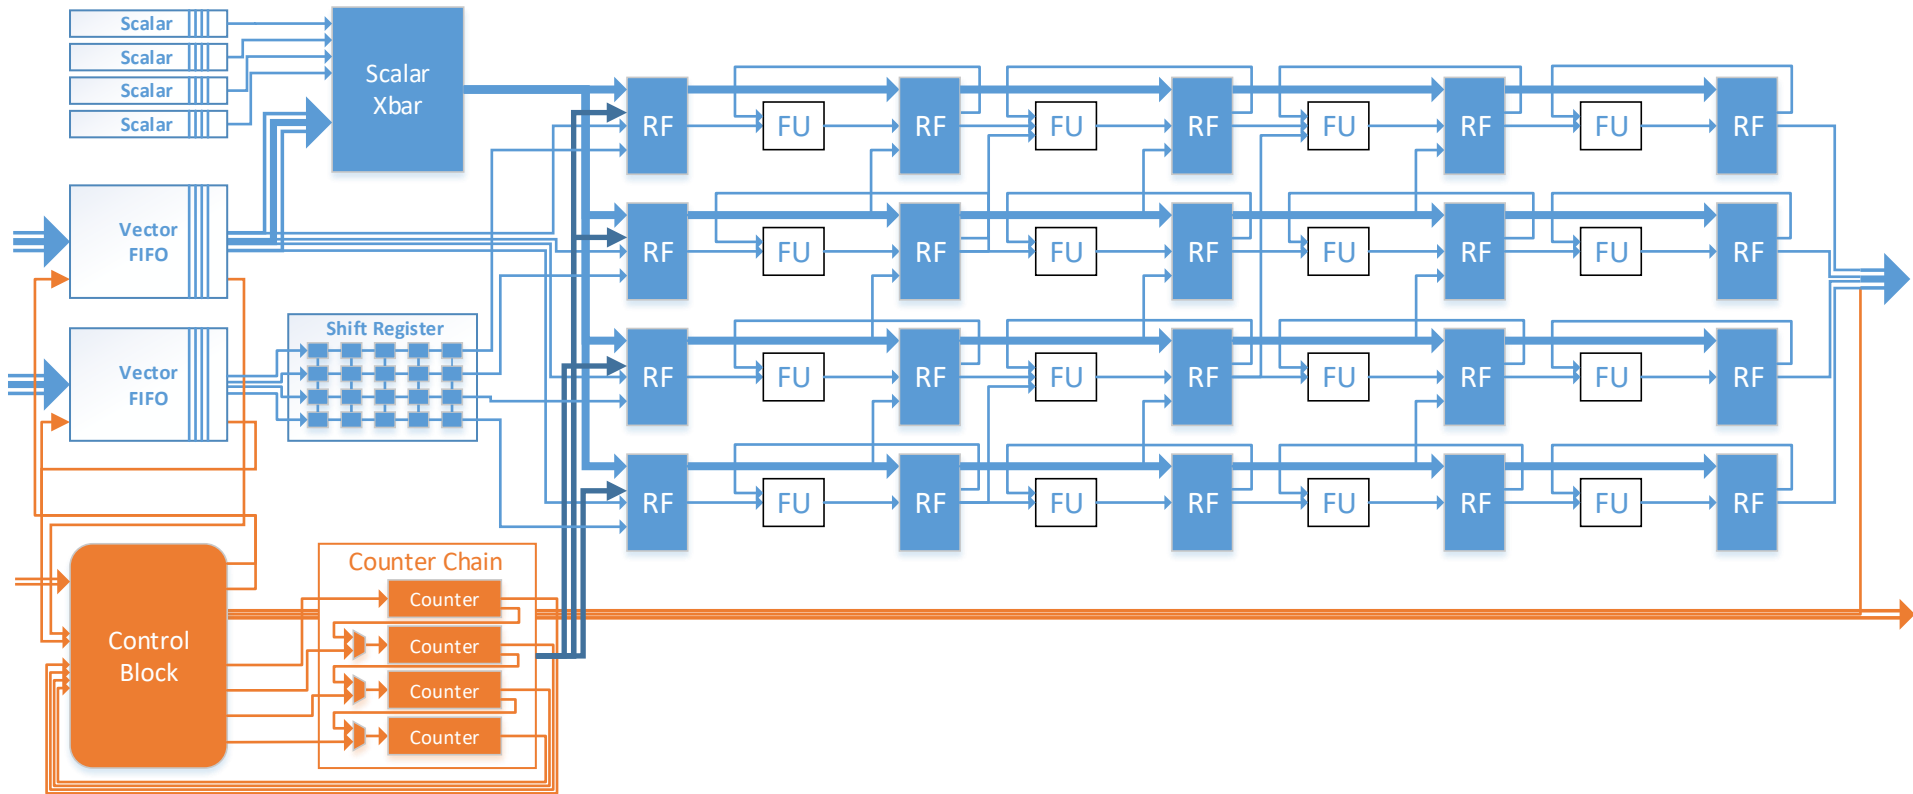 Scalar
Scalar
Scalar
Scalar
Scalar
Xbar
Vector
FIFO
Vector
FIFO
Shift Register
RF FU RF FU RF FU RF FU RF
RF FU RF FU RF FU RF FU RF
RF FU RF FU RF FU RF FU RF
RF FU RF FU RF FU RF FU RF
Control
Block
Counter Chain
Counter
Counter
Counter
Counter